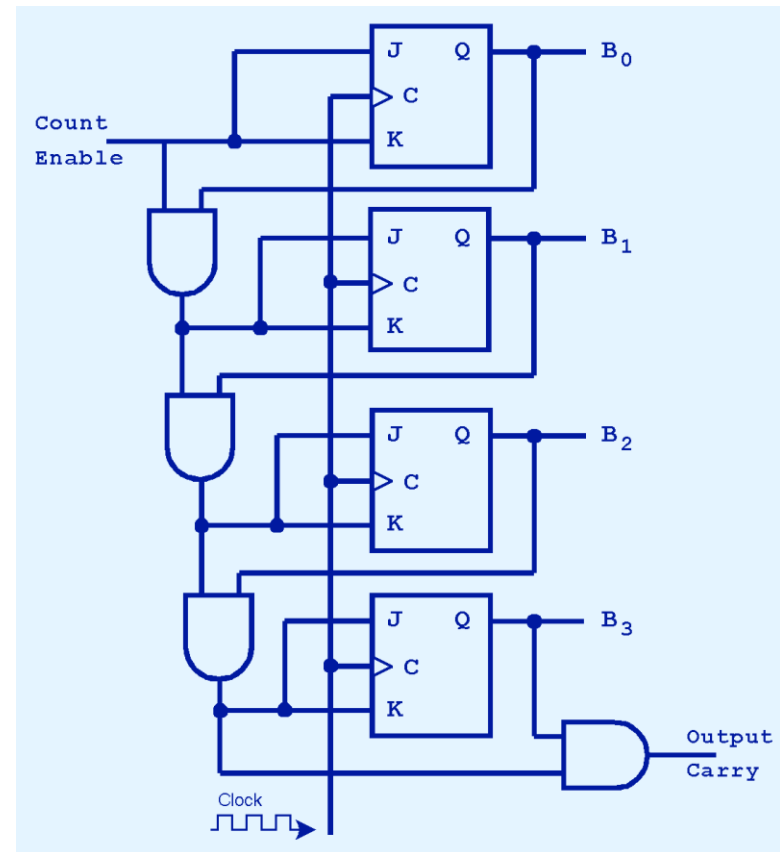 J Q B0
C
Count
Enable
K
J Q B1
C
K
J Q B2
C
K
J Q B3
C
K
Output
Carry
Clock